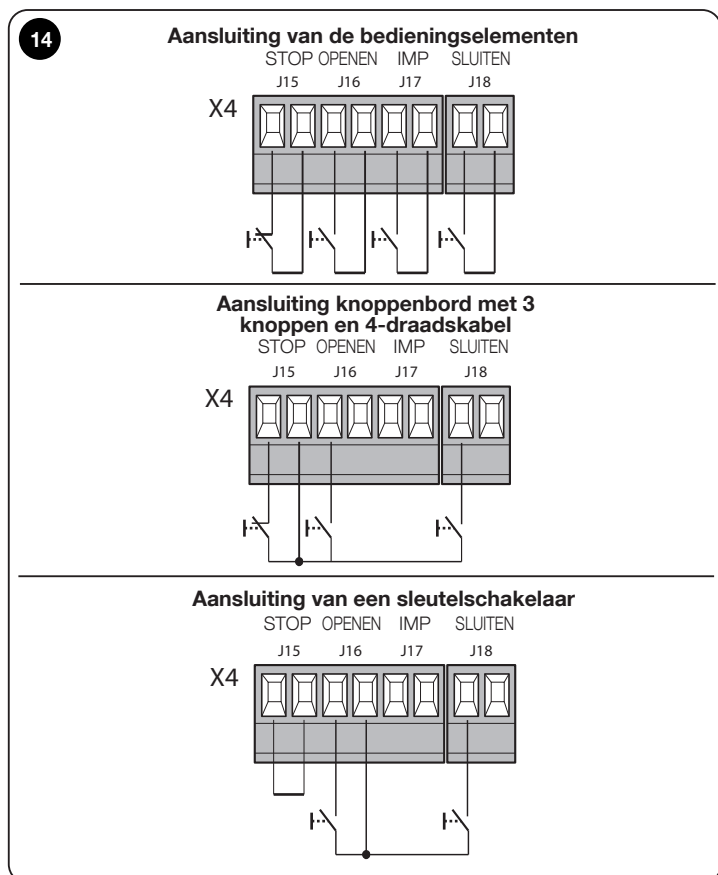 14
Aansluiting van de bedieningselementen
STOP OPENEN IMP SLUITEN
J15 J16 J17 J18
X4
Aansluiting knoppenbord met 3
knoppen en 4-draadskabel
STOP OPENEN IMP SLUITEN
J15 J16 J17 J18
X4
Aansluiting van een sleutelschakelaar
STOP OPENEN IMP SLUITEN
J15 J16 J17 J18
X4